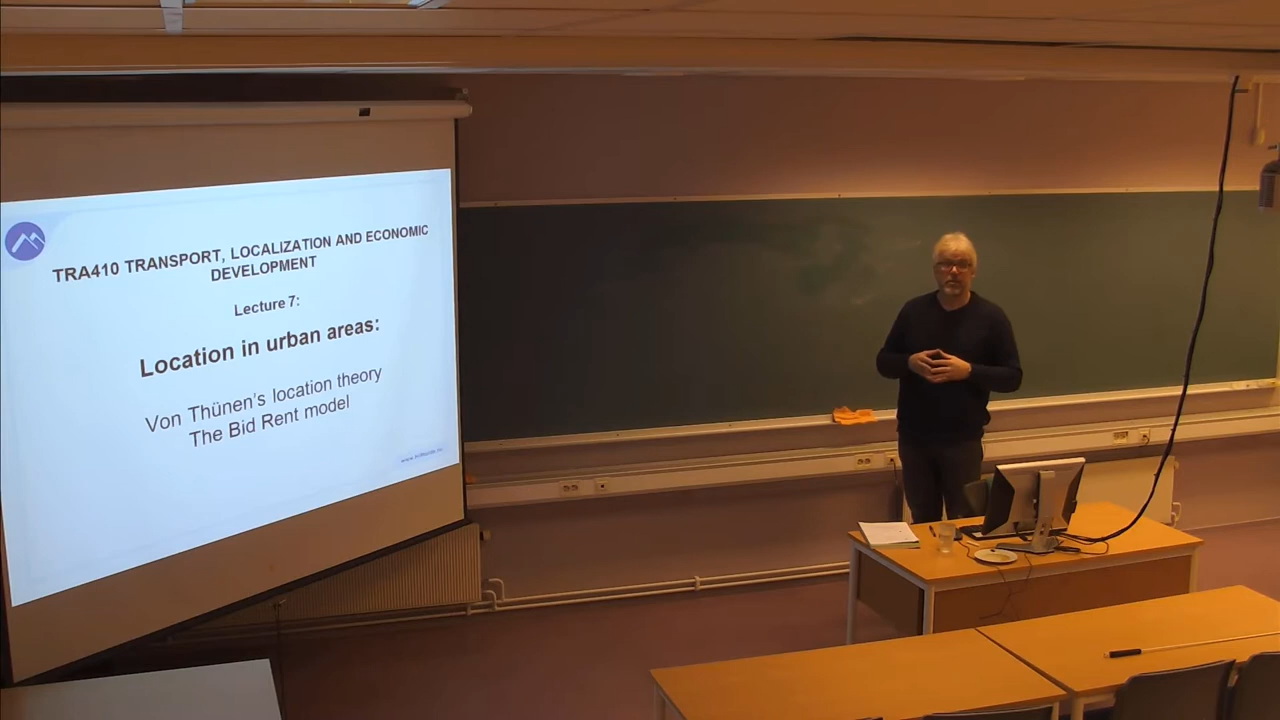 TRA410 TRANSPORT, LOCALIZATION AND ECONOMIC
DEVELOPMENT
Lecture 7:
Location in urban areas:
Von Thünen's location theory
The Bid Rent model